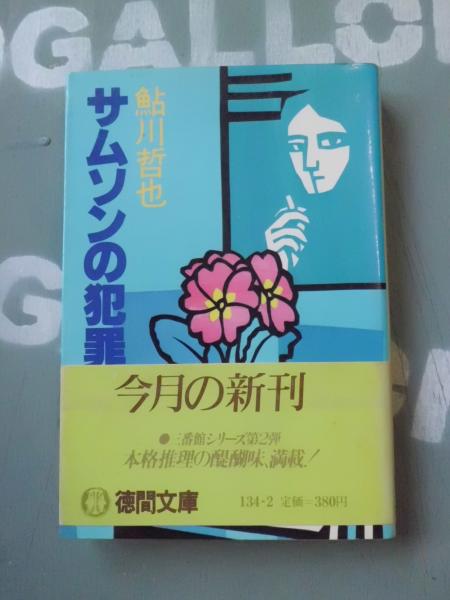 OGALLO
鮎川哲也
サムソンの犯罪
今月の新刊
●三番館シリーズ第2弾
本格推理の醍醐味、満載!
徳間文庫
134-2 定価=380円